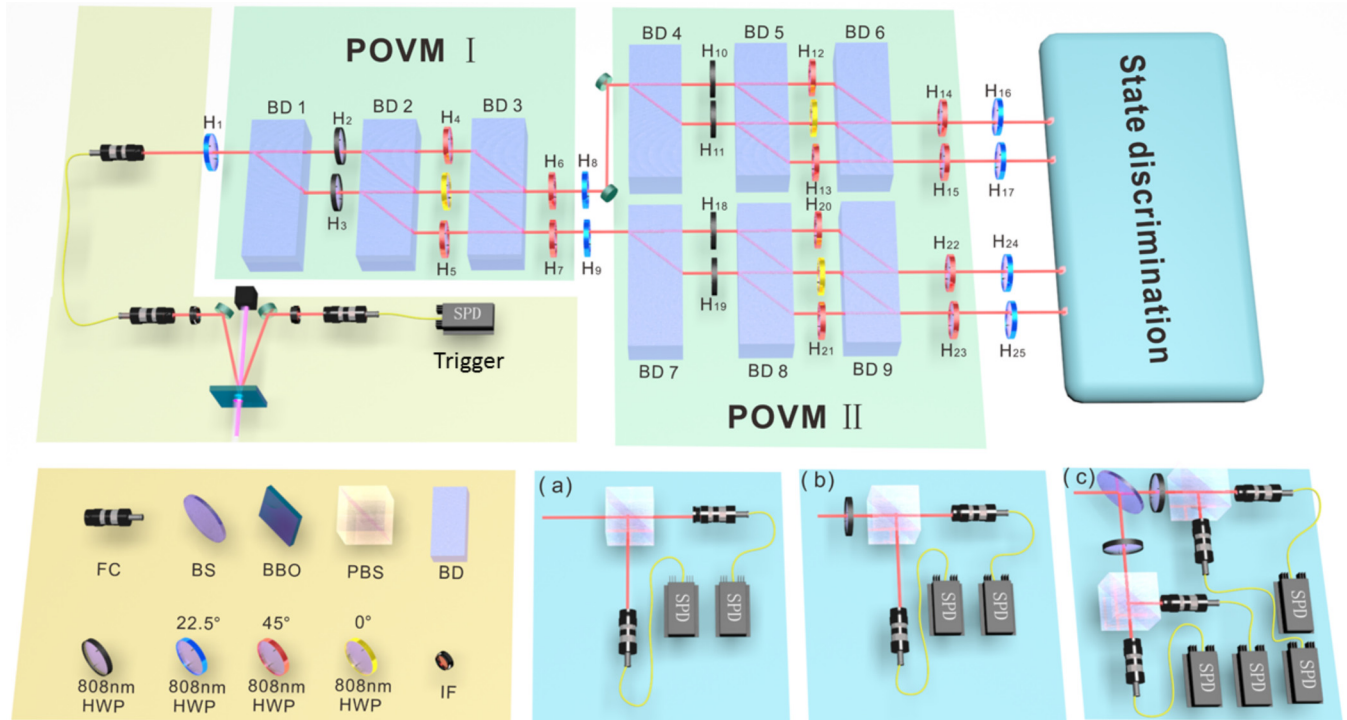 POVM Ⅰ
BD 1
BD 2
BD 3
H1
H2
H3
H4
H5
H6
H7
H8
H9
BD 4
BD 5
BD 6
H10
H11
H12
H13
H14
H15
H16
H17
BD 7
BD 8
BD 9
H18
H19
H20
H21
H22
H23
H24
H25
POVM Ⅱ
State discrimination
SPD
Trigger
FC
BS
BBO
PBS
BD
808nm
HWP
22.5°
808nm
HWP
45°
808nm
HWP
0°
808nm
HWP
IF
( a )
SPD
SPD
( b )
SPD
SPD
( c )
SPD
SPD
SPD
SPD